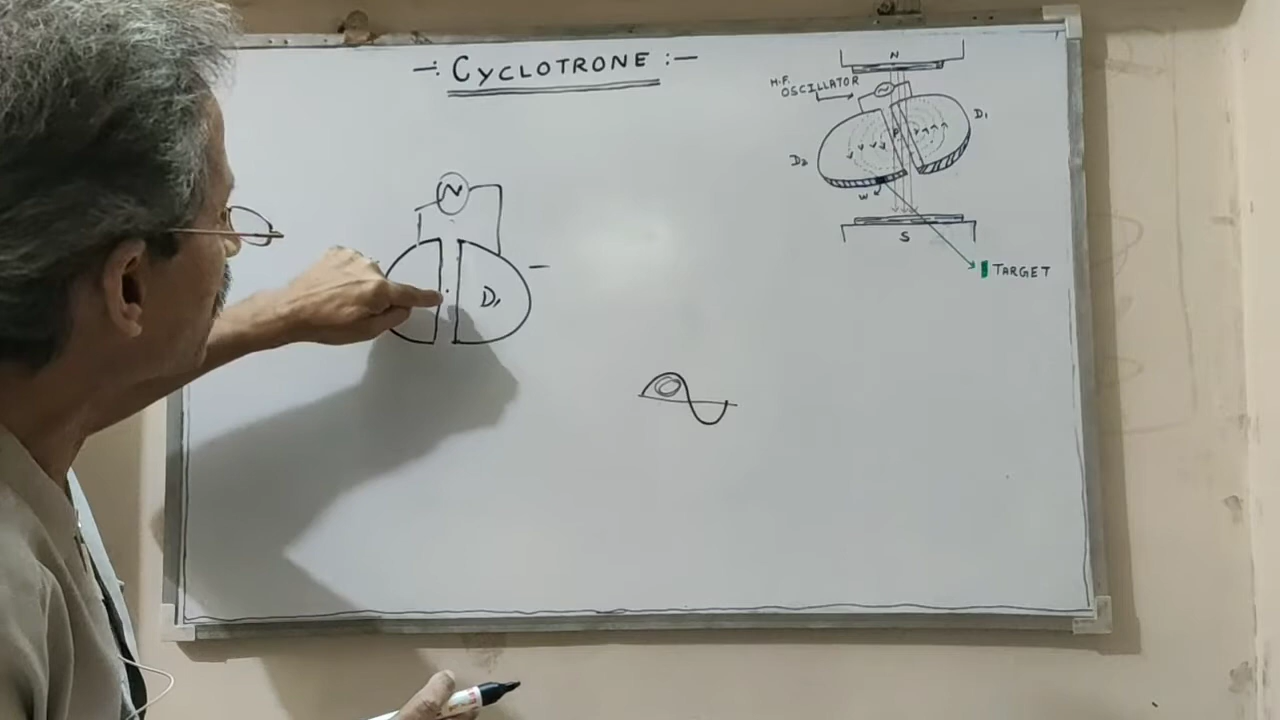 -: CYCLOTRONE :-
N
H.F.
OSCILLATOR
D1
D2
W
S
TARGET
D1